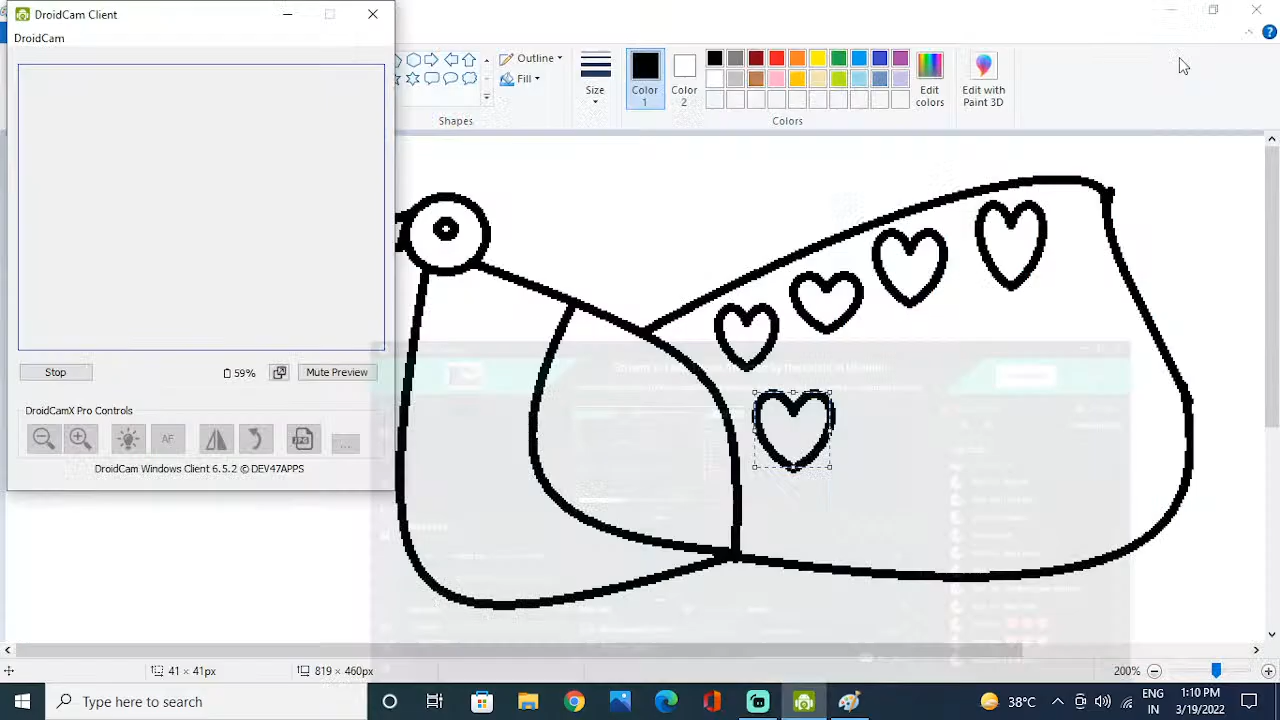 DroidCam Client
DroidCam
Outline
Fill
Size
Color
1
Color
2
Edit
colors
Edit with
Paint 3D
Shapes
Colors
Stop
59%
Mute Preview
DroidCamX Pro Controls
AF
JPG
...
DroidCam Windows Client 6.5.2 © DEV47APPS
41 × 41px
819 × 460px
200%
Type here to search
38°C
ENG
IN
1:10 PM
3/19/2022